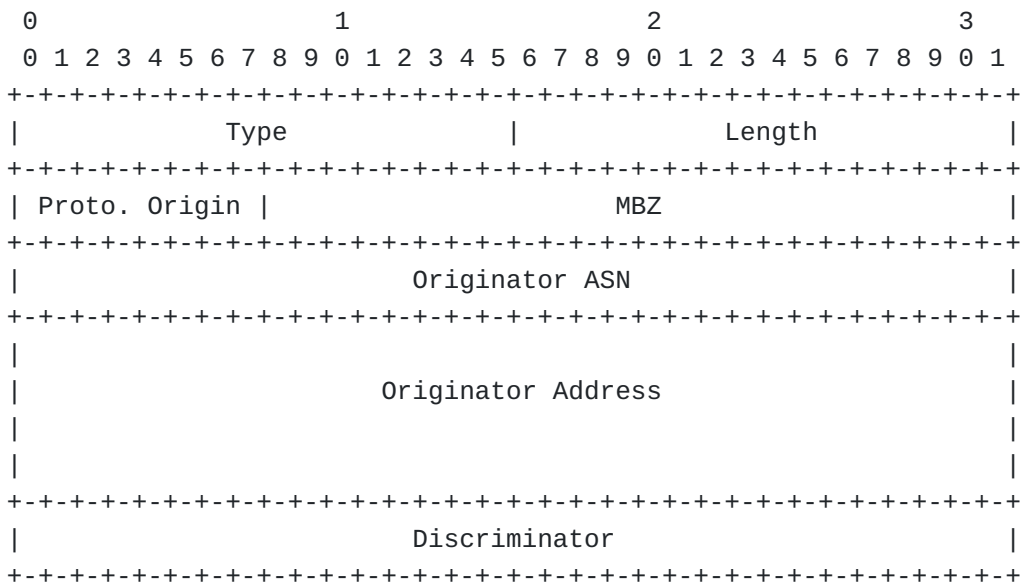 0                   1                   2                   3
 0 1 2 3 4 5 6 7 8 9 0 1 2 3 4 5 6 7 8 9 0 1 2 3 4 5 6 7 8 9 0 1
+-+-+-+-+-+-+-+-+-+-+-+-+-+-+-+-+-+-+-+-+-+-+-+-+-+-+-+-+-+-+-+-+
|             Type              |             Length            |
+-+-+-+-+-+-+-+-+-+-+-+-+-+-+-+-+-+-+-+-+-+-+-+-+-+-+-+-+-+-+-+-+
| Proto. Origin |                      MBZ                      |
+-+-+-+-+-+-+-+-+-+-+-+-+-+-+-+-+-+-+-+-+-+-+-+-+-+-+-+-+-+-+-+-+
|                         Originator ASN                        |
+-+-+-+-+-+-+-+-+-+-+-+-+-+-+-+-+-+-+-+-+-+-+-+-+-+-+-+-+-+-+-+-+
|                                                               |
|                       Originator Address                      |
|                                                               |
|                                                               |
+-+-+-+-+-+-+-+-+-+-+-+-+-+-+-+-+-+-+-+-+-+-+-+-+-+-+-+-+-+-+-+-+
|                         Discriminator                         |
+-+-+-+-+-+-+-+-+-+-+-+-+-+-+-+-+-+-+-+-+-+-+-+-+-+-+-+-+-+-+-+-+